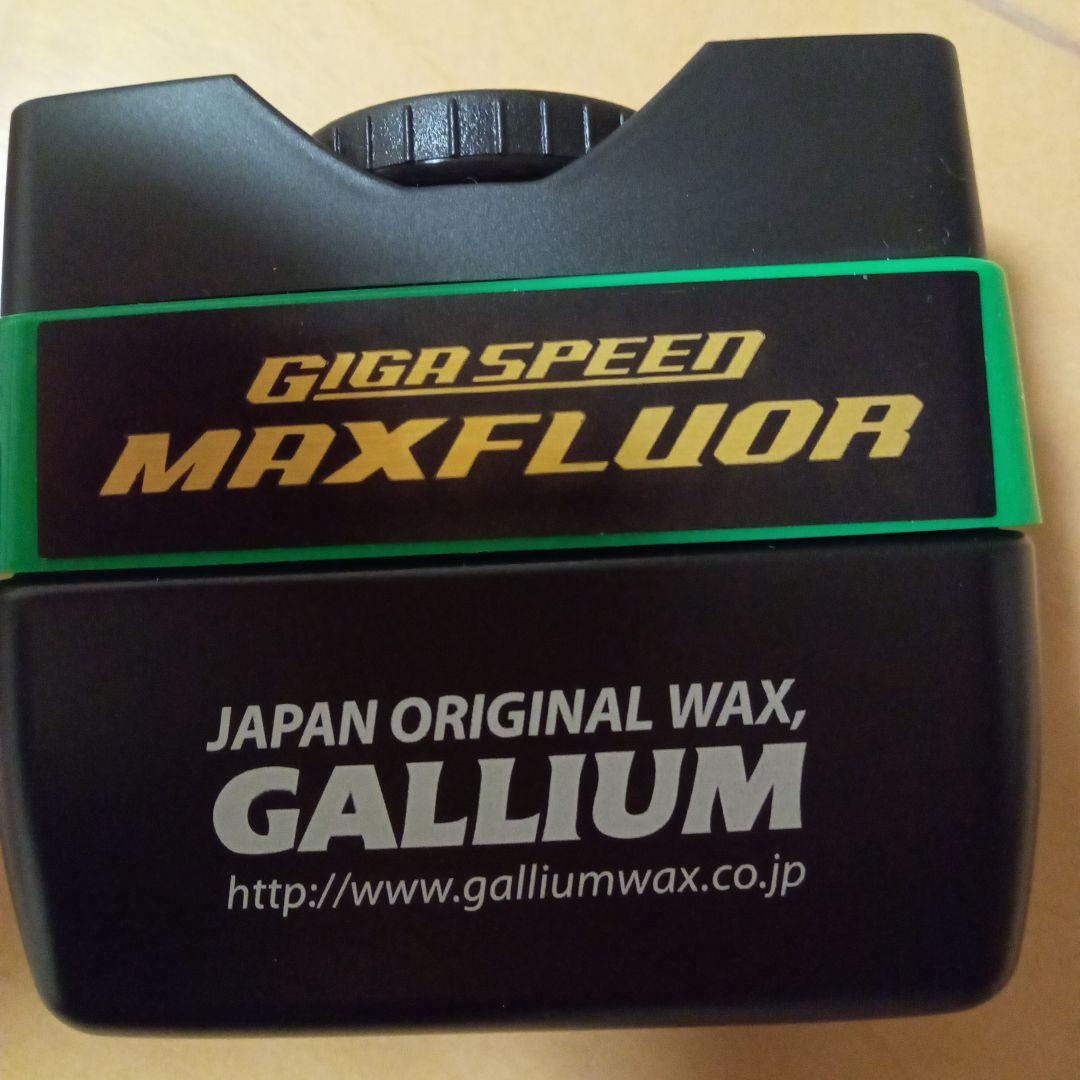 GIGA SPEED
MAXFLUOR
JAPAN ORIGINAL WAX,
GALLIUM
http://www.galliumwax.co.jp